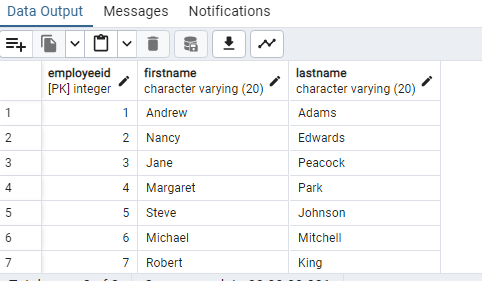 Data Output Messages Notifications
employeeid firstname lastname
[PK] integer character varying (20) character varying (20)
1 1 Andrew Adams
2 2 Nancy Edwards
3 3 Jane Peacock
4 4 Margaret Park
5 5 Steve Johnson
6 6 Michael Mitchell
7 7 Robert King